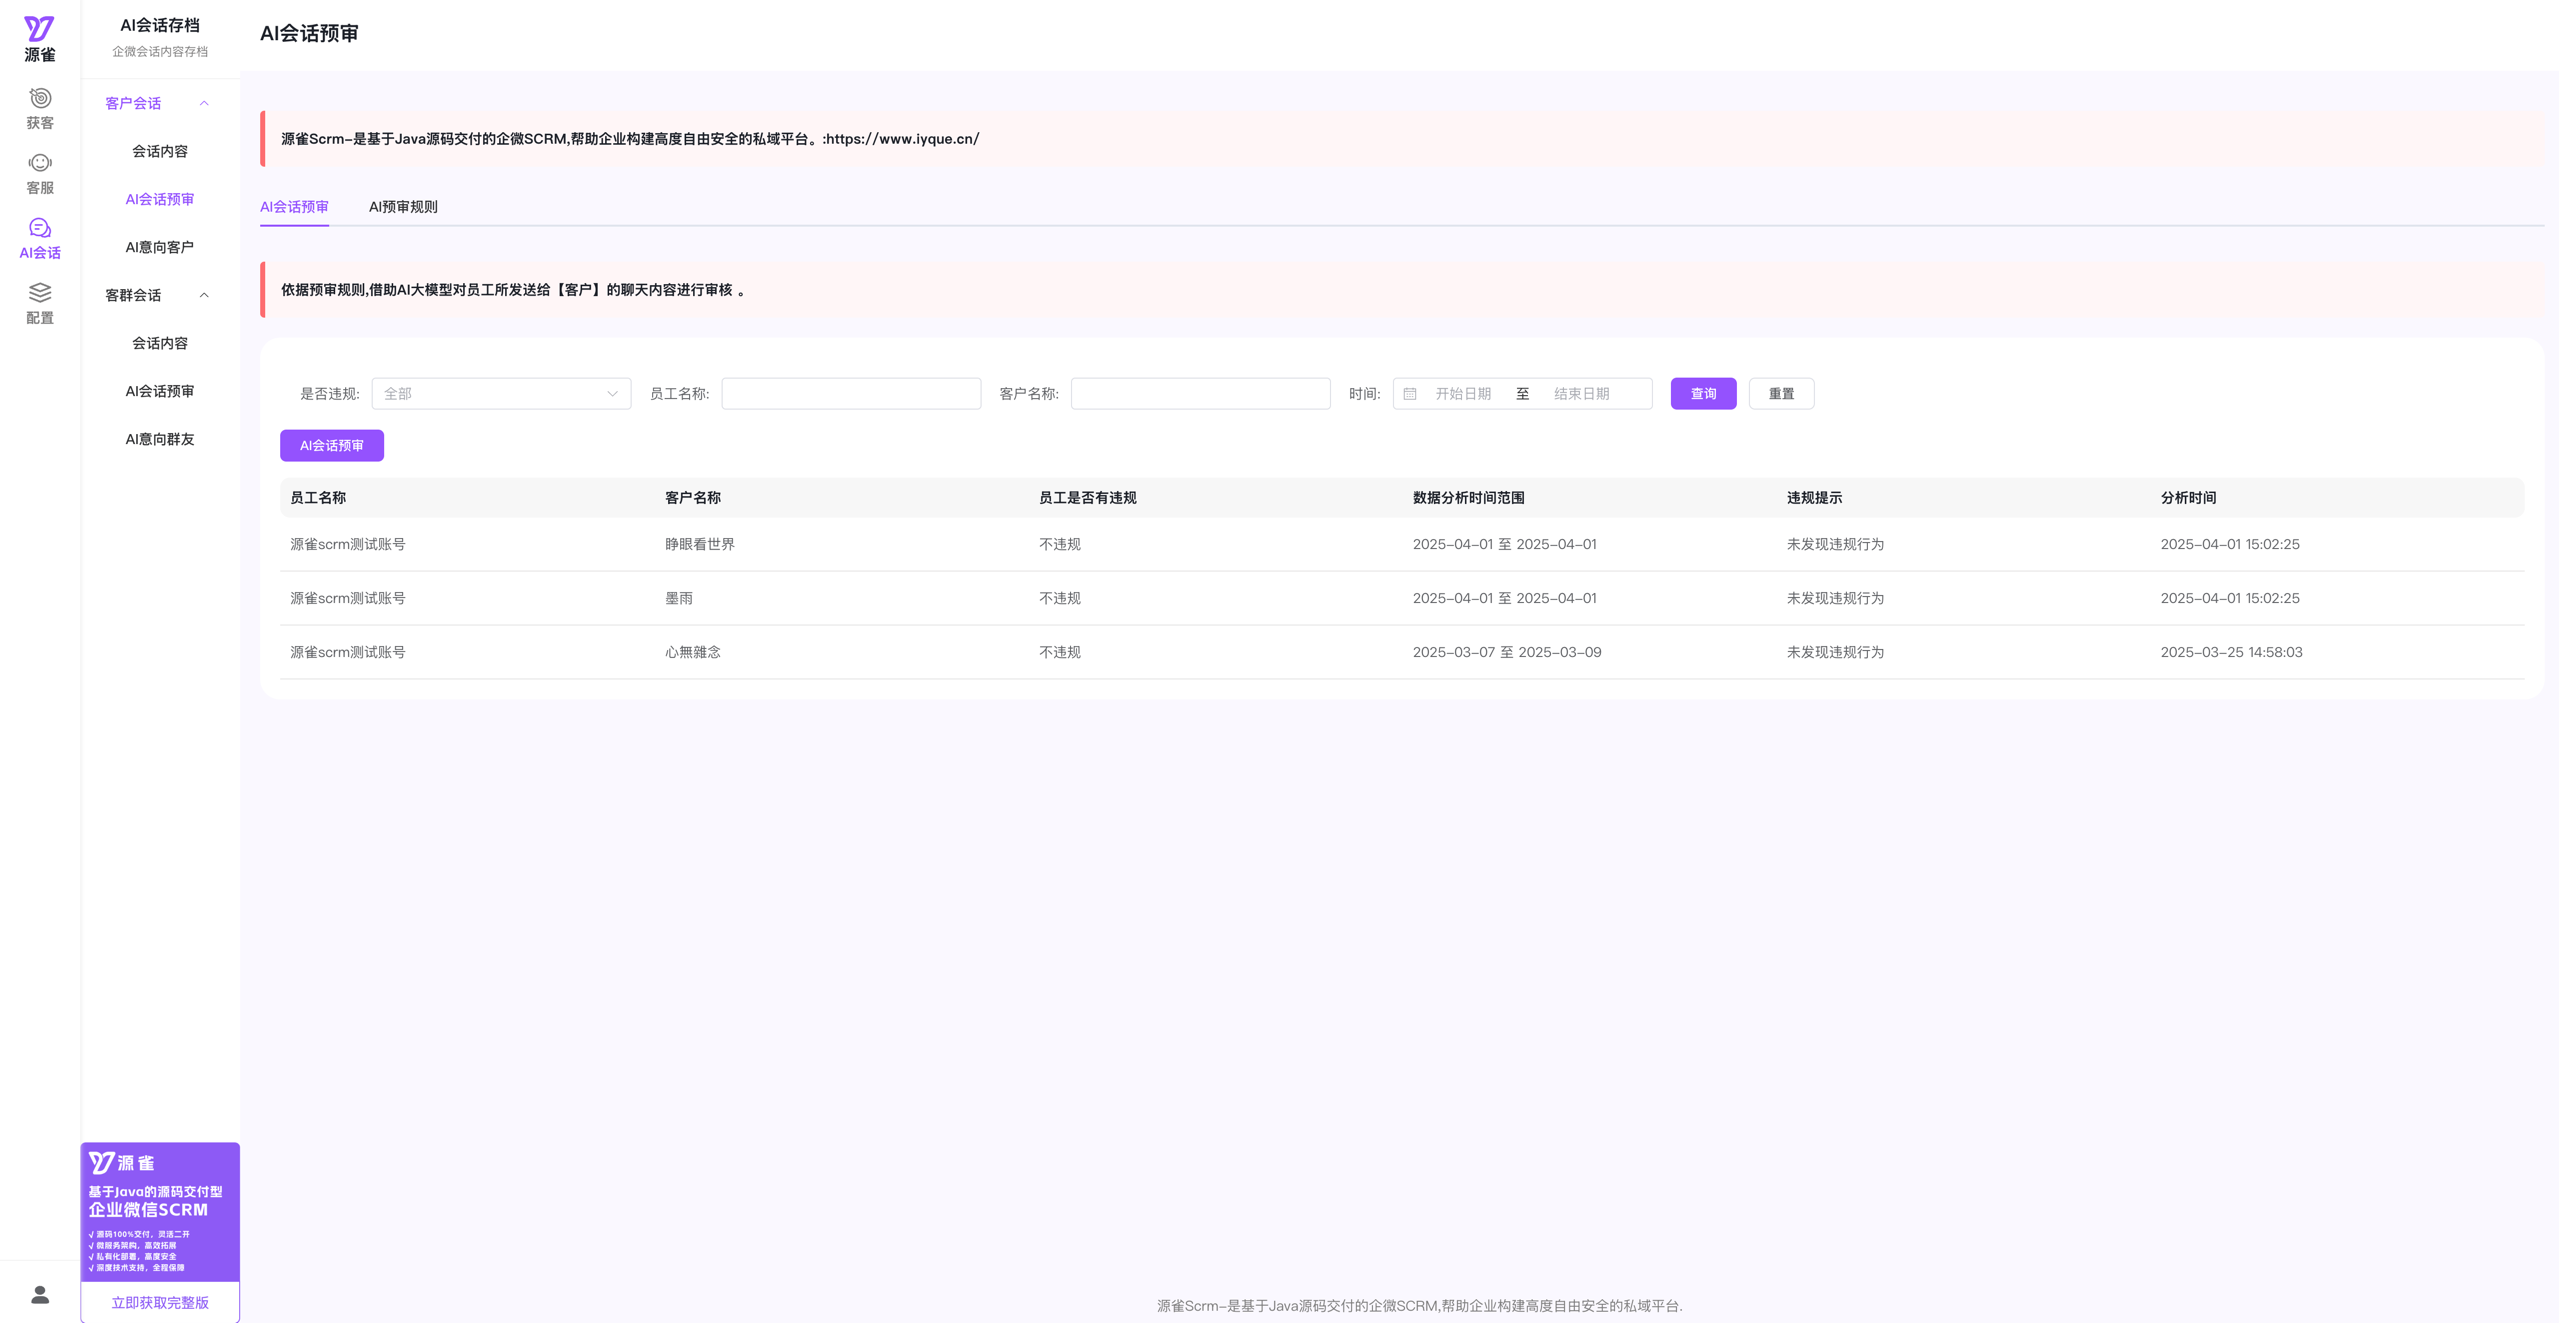 源雀
获客
客服
AI会话
配置
AI会话存档
企微会话内容存档
客户会话
会话内容
AI会话预审
AI意向客户
客群会话
会话内容
AI会话预审
AI意向群友
源雀
基于Java的源码交付型
企业微信SCRM
√ 源码100%交付，灵活二开
√ 微服务架构，高效拓展
√ 私有化部署，高度安全
√ 深度技术支持，全程保障
立即获取完整版
AI会话预审
源雀Scrm-是基于Java源码交付的企微SCRM,帮助企业构建高度自由安全的私域平台。:https://www.iyque.cn/
AI会话预审 AI预审规则
依据预审规则,借助AI大模型对员工所发送给【客户】的聊天内容进行审核 。
是否违规: 全部 员工名称: 客户名称: 时间: 开始日期 至 结束日期 查询 重置
AI会话预审
员工名称 客户名称 员工是否有违规 数据分析时间范围 违规提示 分析时间
源雀scrm测试账号 睁眼看世界 不违规 2025-04-01 至 2025-04-01 未发现违规行为 2025-04-01 15:02:25
源雀scrm测试账号 墨雨 不违规 2025-04-01 至 2025-04-01 未发现违规行为 2025-04-01 15:02:25
源雀scrm测试账号 心無雜念 不违规 2025-03-07 至 2025-03-09 未发现违规行为 2025-03-25 14:58:03
源雀Scrm-是基于Java源码交付的企微SCRM,帮助企业构建高度自由安全的私域平台.